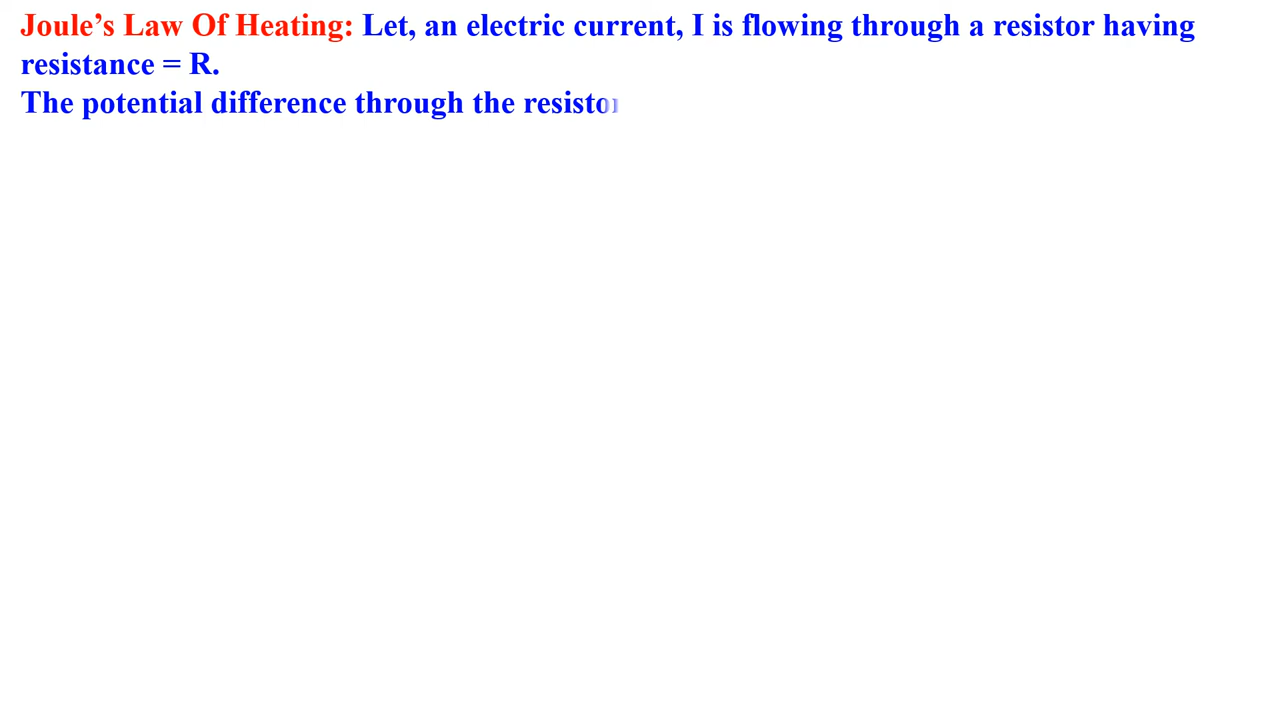 Joule’s Law Of Heating: Let, an electric current, I is flowing through a resistor having
resistance = R.
The potential difference through the resistor